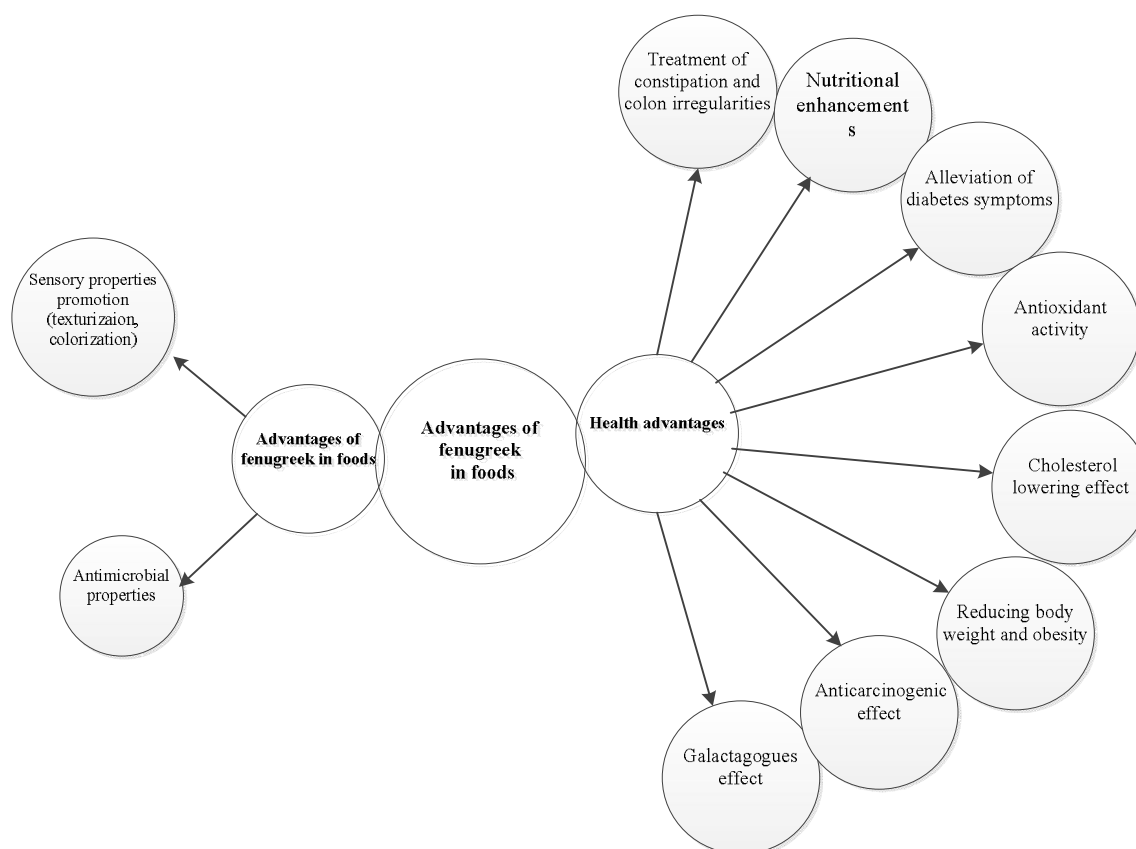 Treatment of
constipation and
colon irregularities
Nutritional
enhancement
s
Alleviation of
diabetes symptoms
Antioxidant
activity
Cholesterol
lowering effect
Reducing body
weight and obesity
Anticarcinogenic
effect
Galactagogues
effect
Health advantages
Advantages of
fenugreek
in foods
Advantages of
fenugreek in foods
Sensory properties
promotion
(texturizaion,
colorization)
Antimicrobial
properties